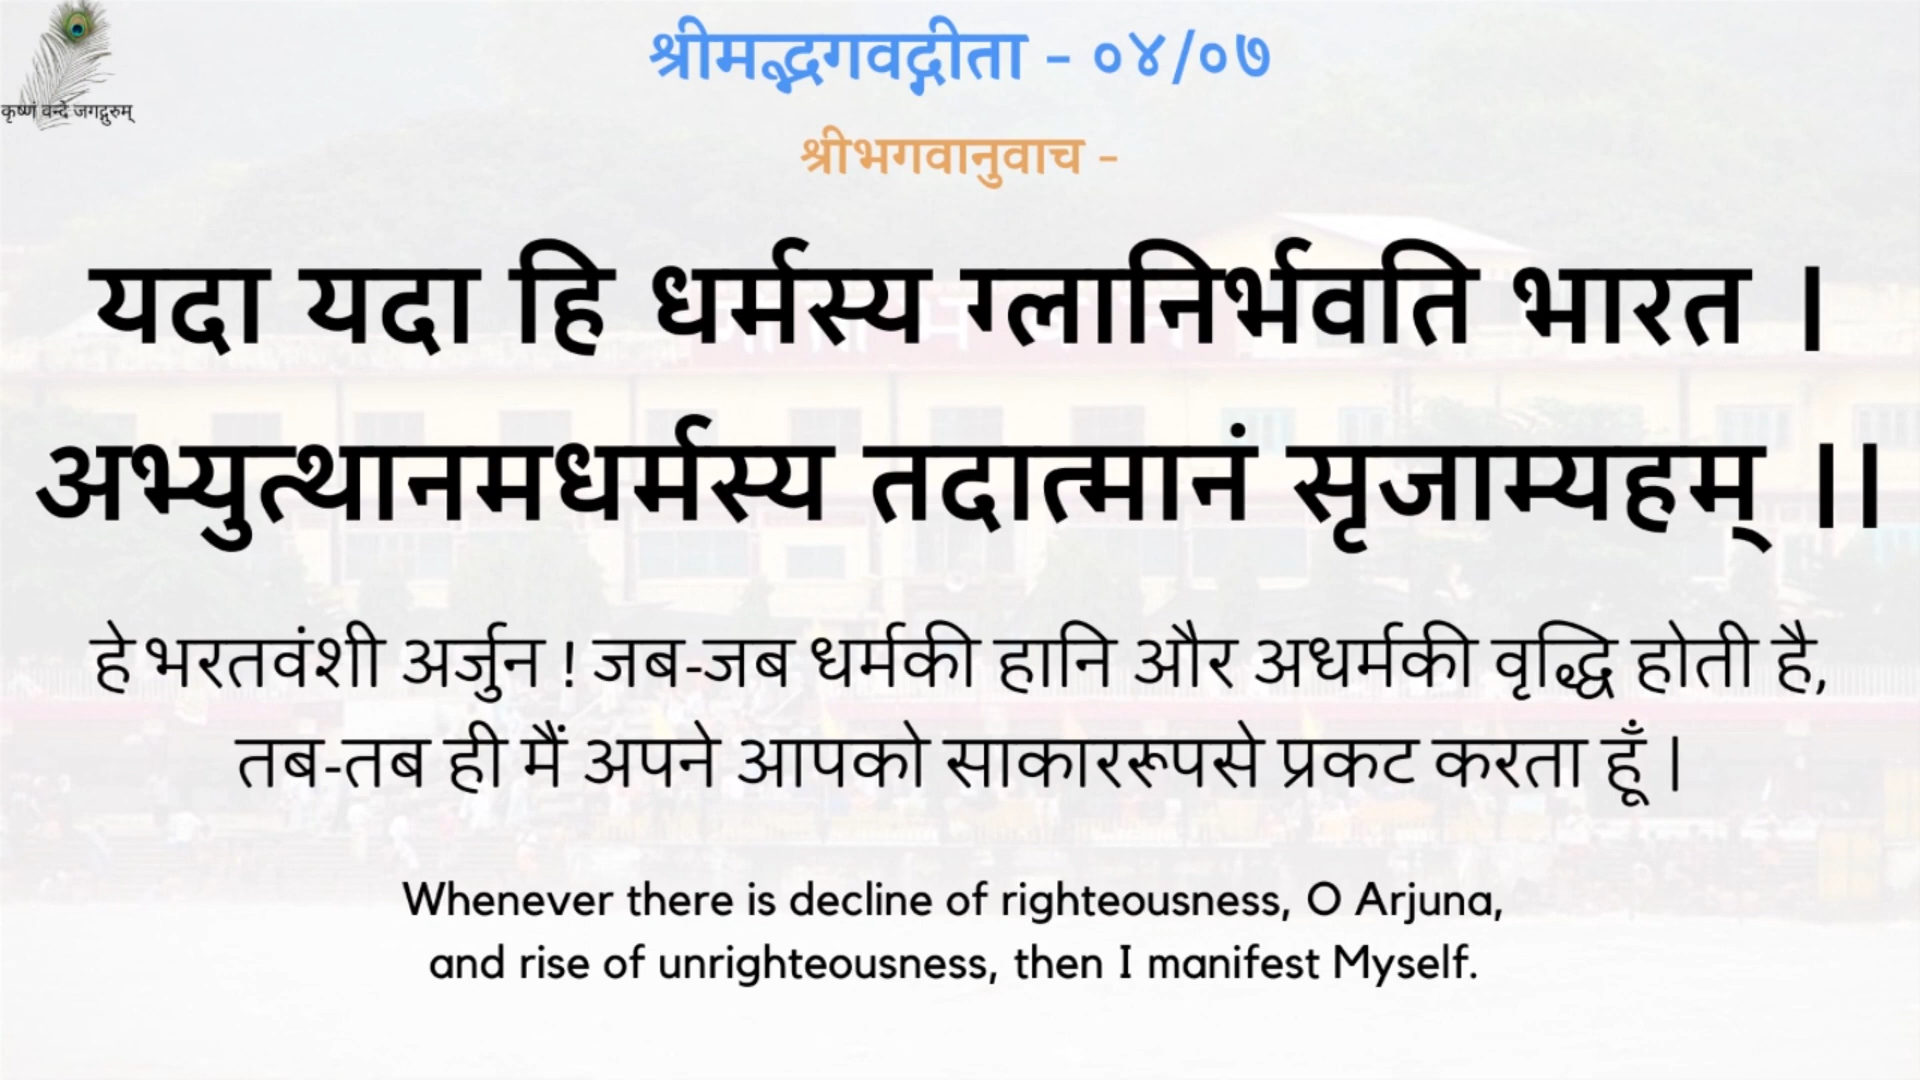 श्रीमद्भगवद्गीता - ०४/०७
कृष्णं वन्दे जगद्गुरुम्
श्रीभगवानुवाच -
यदा यदा हि धर्मस्य ग्लानिर्भवति भारत ।
अभ्युत्थानमधर्मस्य तदात्मानं सृजाम्यहम् ।।
हे भरतवंशी अर्जुन ! जब-जब धर्मकी हानि और अधर्मकी वृद्धि होती है,
तब-तब ही मैं अपने आपको साकाररूपसे प्रकट करता हूँ ।
Whenever there is decline of righteousness, O Arjuna,
and rise of unrighteousness, then I manifest Myself.